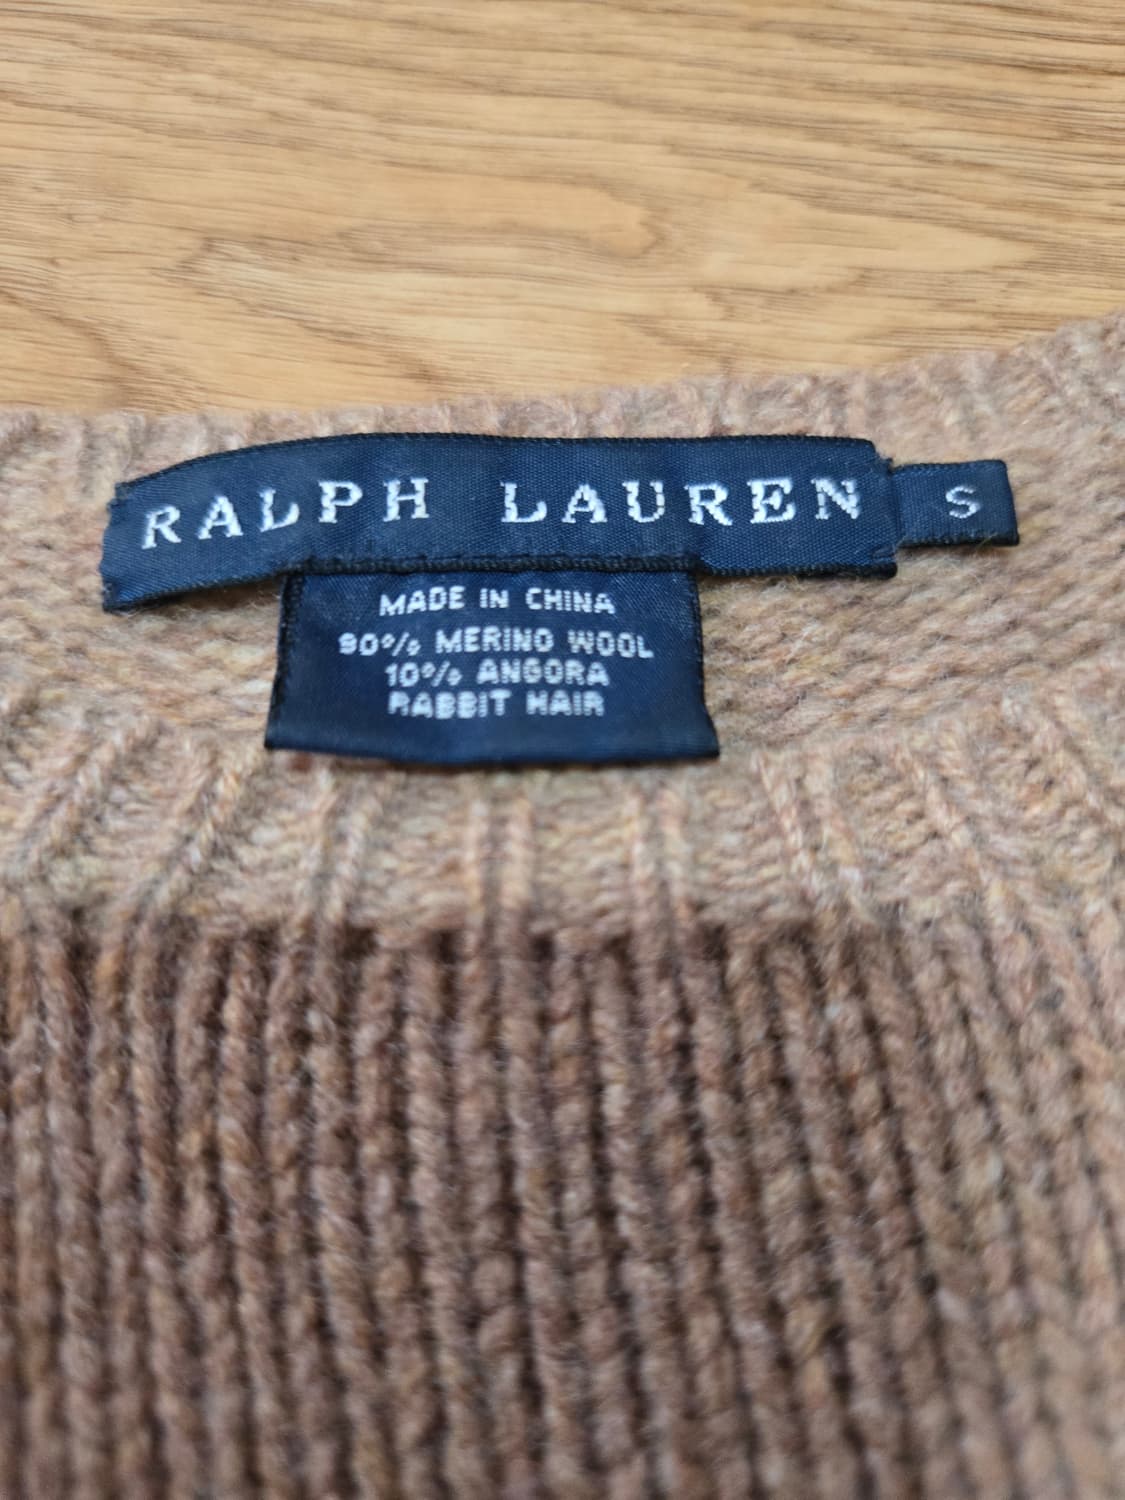 RALPH LAUREN S
MADE IN CHINA
90% MERINO WOOL
10% ANGORA
RABBIT HAIR